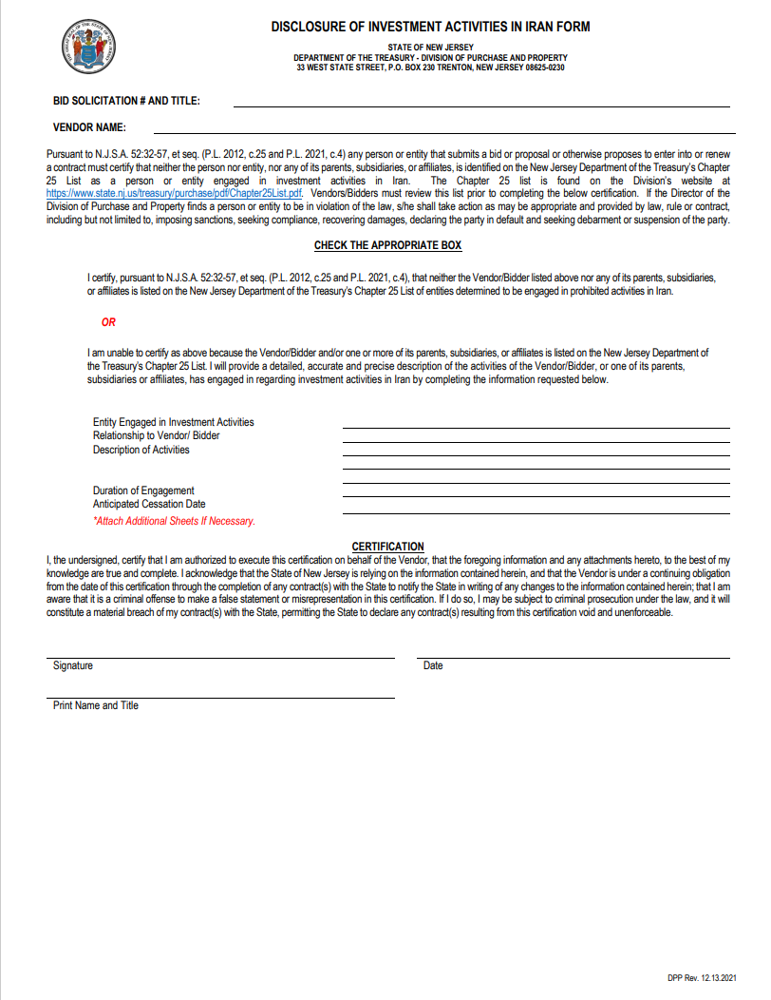 DISCLOSURE OF INVESTMENT ACTIVITIES IN IRAN FORM
STATE OF NEW JERSEY
DEPARTMENT OF THE TREASURY - DIVISION OF PURCHASE AND PROPERTY
33 WEST STATE STREET, P.O. BOX 230 TRENTON, NEW JERSEY 08625-0230
BID SOLICITATION # AND TITLE:
VENDOR NAME:
Pursuant to N.J.S.A. 52:32-57, et seq. (P.L. 2012, c.25 and P.L. 2021, c.4) any person or entity that submits a bid or proposal or otherwise proposes to enter into or renew
a contract must certify that neither the person nor entity, nor any of its parents, subsidiaries, or affiliates, is identified on the New Jersey Department of the Treasury's Chapter
25 List as a person or entity engaged in investment activities in Iran. The Chapter 25 list is found on the Division's website at
https://www.state.nj.us/treasury/purchase/pdf/Chapter25List.pdf. Vendors/Bidders must review this list prior to completing the below certification. If the Director of the
Division of Purchase and Property finds a person or entity to be in violation of the law, s/he shall take action as may be appropriate and provided by law, rule or contract,
including but not limited to, imposing sanctions, seeking compliance, recovering damages, declaring the party in default and seeking debarment or suspension of the party.
CHECK THE APPROPRIATE BOX
I certify, pursuant to N.J.S.A. 52:32-57, et seq. (P.L. 2012, c.25 and P.L. 2021, c.4), that neither the Vendor/Bidder listed above nor any of its parents, subsidiaries,
or affiliates is listed on the New Jersey Department of the Treasury's Chapter 25 List of entities determined to be engaged in prohibited activities in Iran.
OR
I am unable to certify as above because the Vendor/Bidder and/or one or more of its parents, subsidiaries, or affiliates is listed on the New Jersey Department of
the Treasury's Chapter 25 List. I will provide a detailed, accurate and precise description of the activities of the Vendor/Bidder, or one of its parents,
subsidiaries or affiliates, has engaged in regarding investment activities in Iran by completing the information requested below.
Entity Engaged in Investment Activities
Relationship to Vendor/ Bidder
Description of Activities
Duration of Engagement
Anticipated Cessation Date
*Attach Additional Sheets If Necessary.
CERTIFICATION
I, the undersigned, certify that I am authorized to execute this certification on behalf of the Vendor, that the foregoing information and any attachments hereto, to the best of my
knowledge are true and complete. I acknowledge that the State of New Jersey is relying on the information contained herein, and that the Vendor is under a continuing obligation
from the date of this certification through the completion of any contract(s) with the State to notify the State in writing of any changes to the information contained herein; that I am
aware that it is a criminal offense to make a false statement or misrepresentation in this certification. If I do so, I may be subject to criminal prosecution under the law, and it will
constitute a material breach of my contract(s) with the State, permitting the State to declare any contract(s) resulting from this certification void and unenforceable.
Signature
Date
Print Name and Title
DPP Rev. 12.13.2021